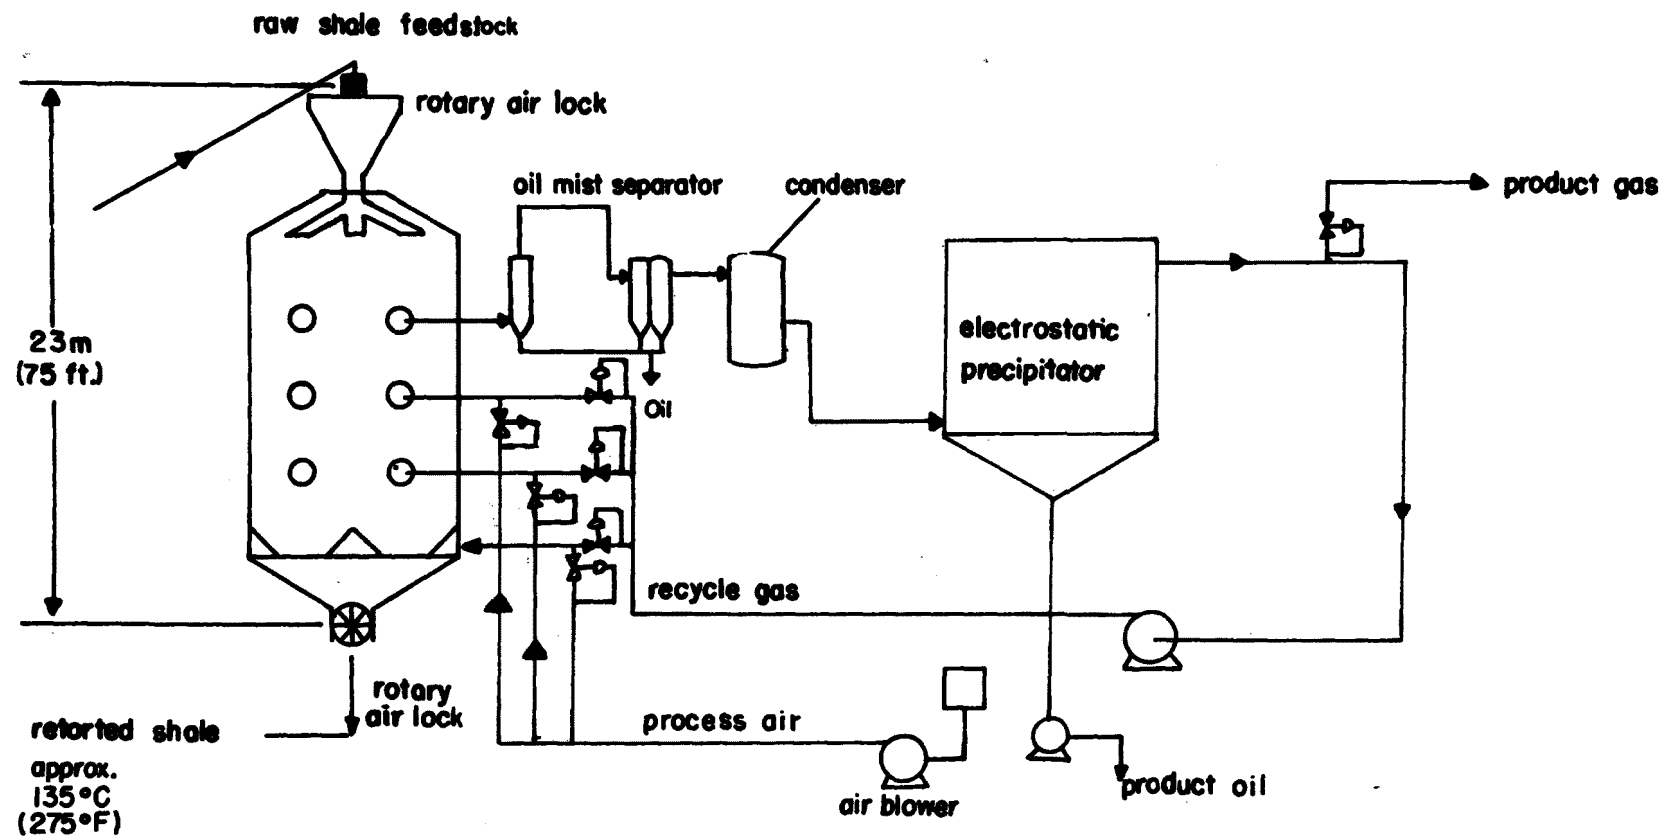 raw shale feedstock
rotary air lock
oil mist separator
condenser
product gas
electrostatic
precipitator
23m
(75 ft.)
Oil
recycle gas
rotary
air lock
retorted shale
approx.
135°C
(275°F)
process air
air blower
product oil